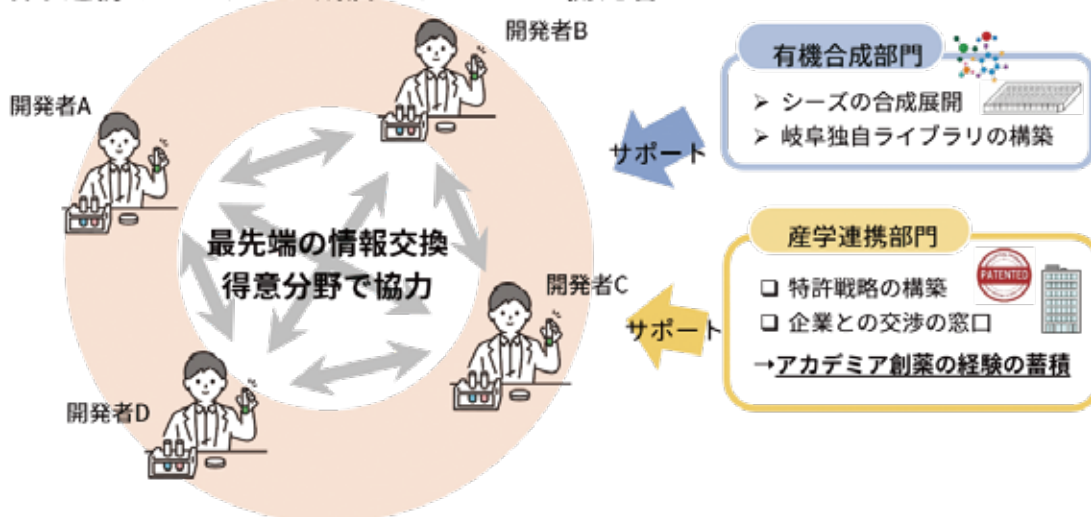 開発者B
開発者A
最先端の情報交換
得意分野で協力
開発者C
開発者D
サポート
有機合成部門
➢ シーズの合成展開
➢ 岐阜独自ライブラリの構築
サポート
産学連携部門
PATENTED
❑ 特許戦略の構築
❑ 企業との交渉の窓口
→アカデミア創薬の経験の蓄積